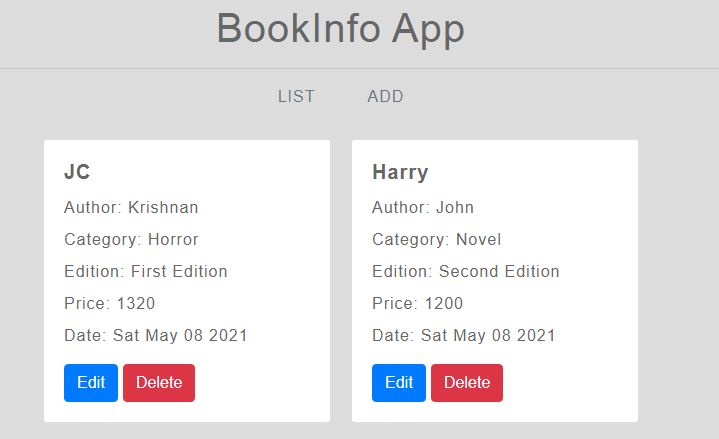 BookInfo App
LIST ADD
JC
Author: Krishnan
Category: Horror
Edition: First Edition
Price: 1320
Date: Sat May 08 2021
Edit Delete
Harry
Author: John
Category: Novel
Edition: Second Edition
Price: 1200
Date: Sat May 08 2021
Edit Delete